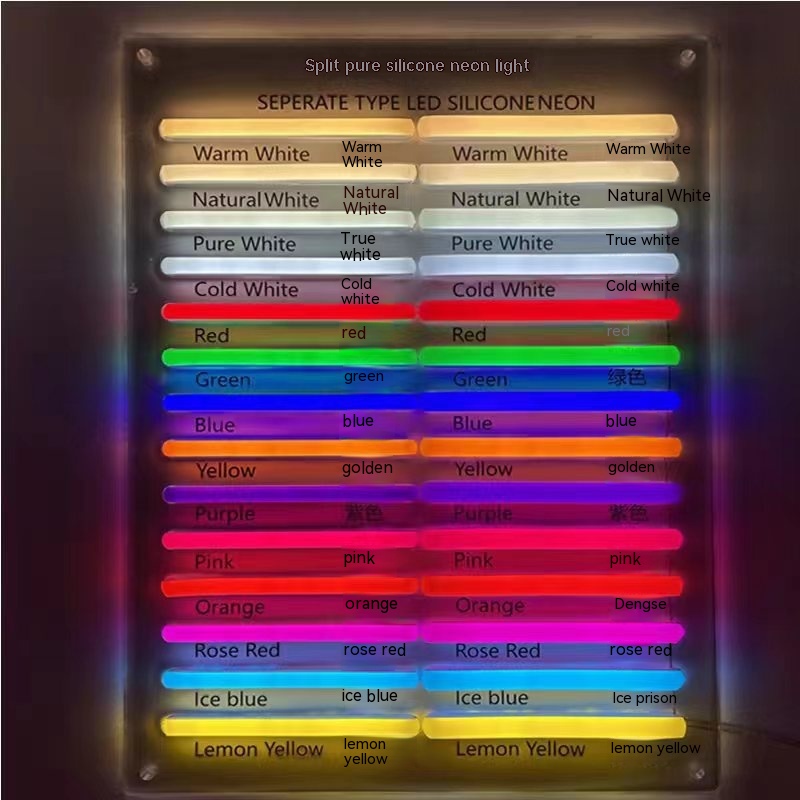 Split pure silicone neon light
SEPERATE TYPE LED SILICONE NEON
Warm White Warm White Warm White Warm White
Natural White Natural White Natural White Natural White
Pure White True white Pure White True white
Cold White Cold white Cold White Cold white
Red red Red red
Green green Green 绿色
Blue blue Blue blue
Yellow golden Yellow golden
Purple 紫色 Purple 紫色
Pink pink Pink pink
Orange orange Orange Dengse
Rose Red rose red Rose Red rose red
Ice blue ice blue Ice blue Ice prison
Lemon Yellow lemon yellow Lemon Yellow lemon yellow